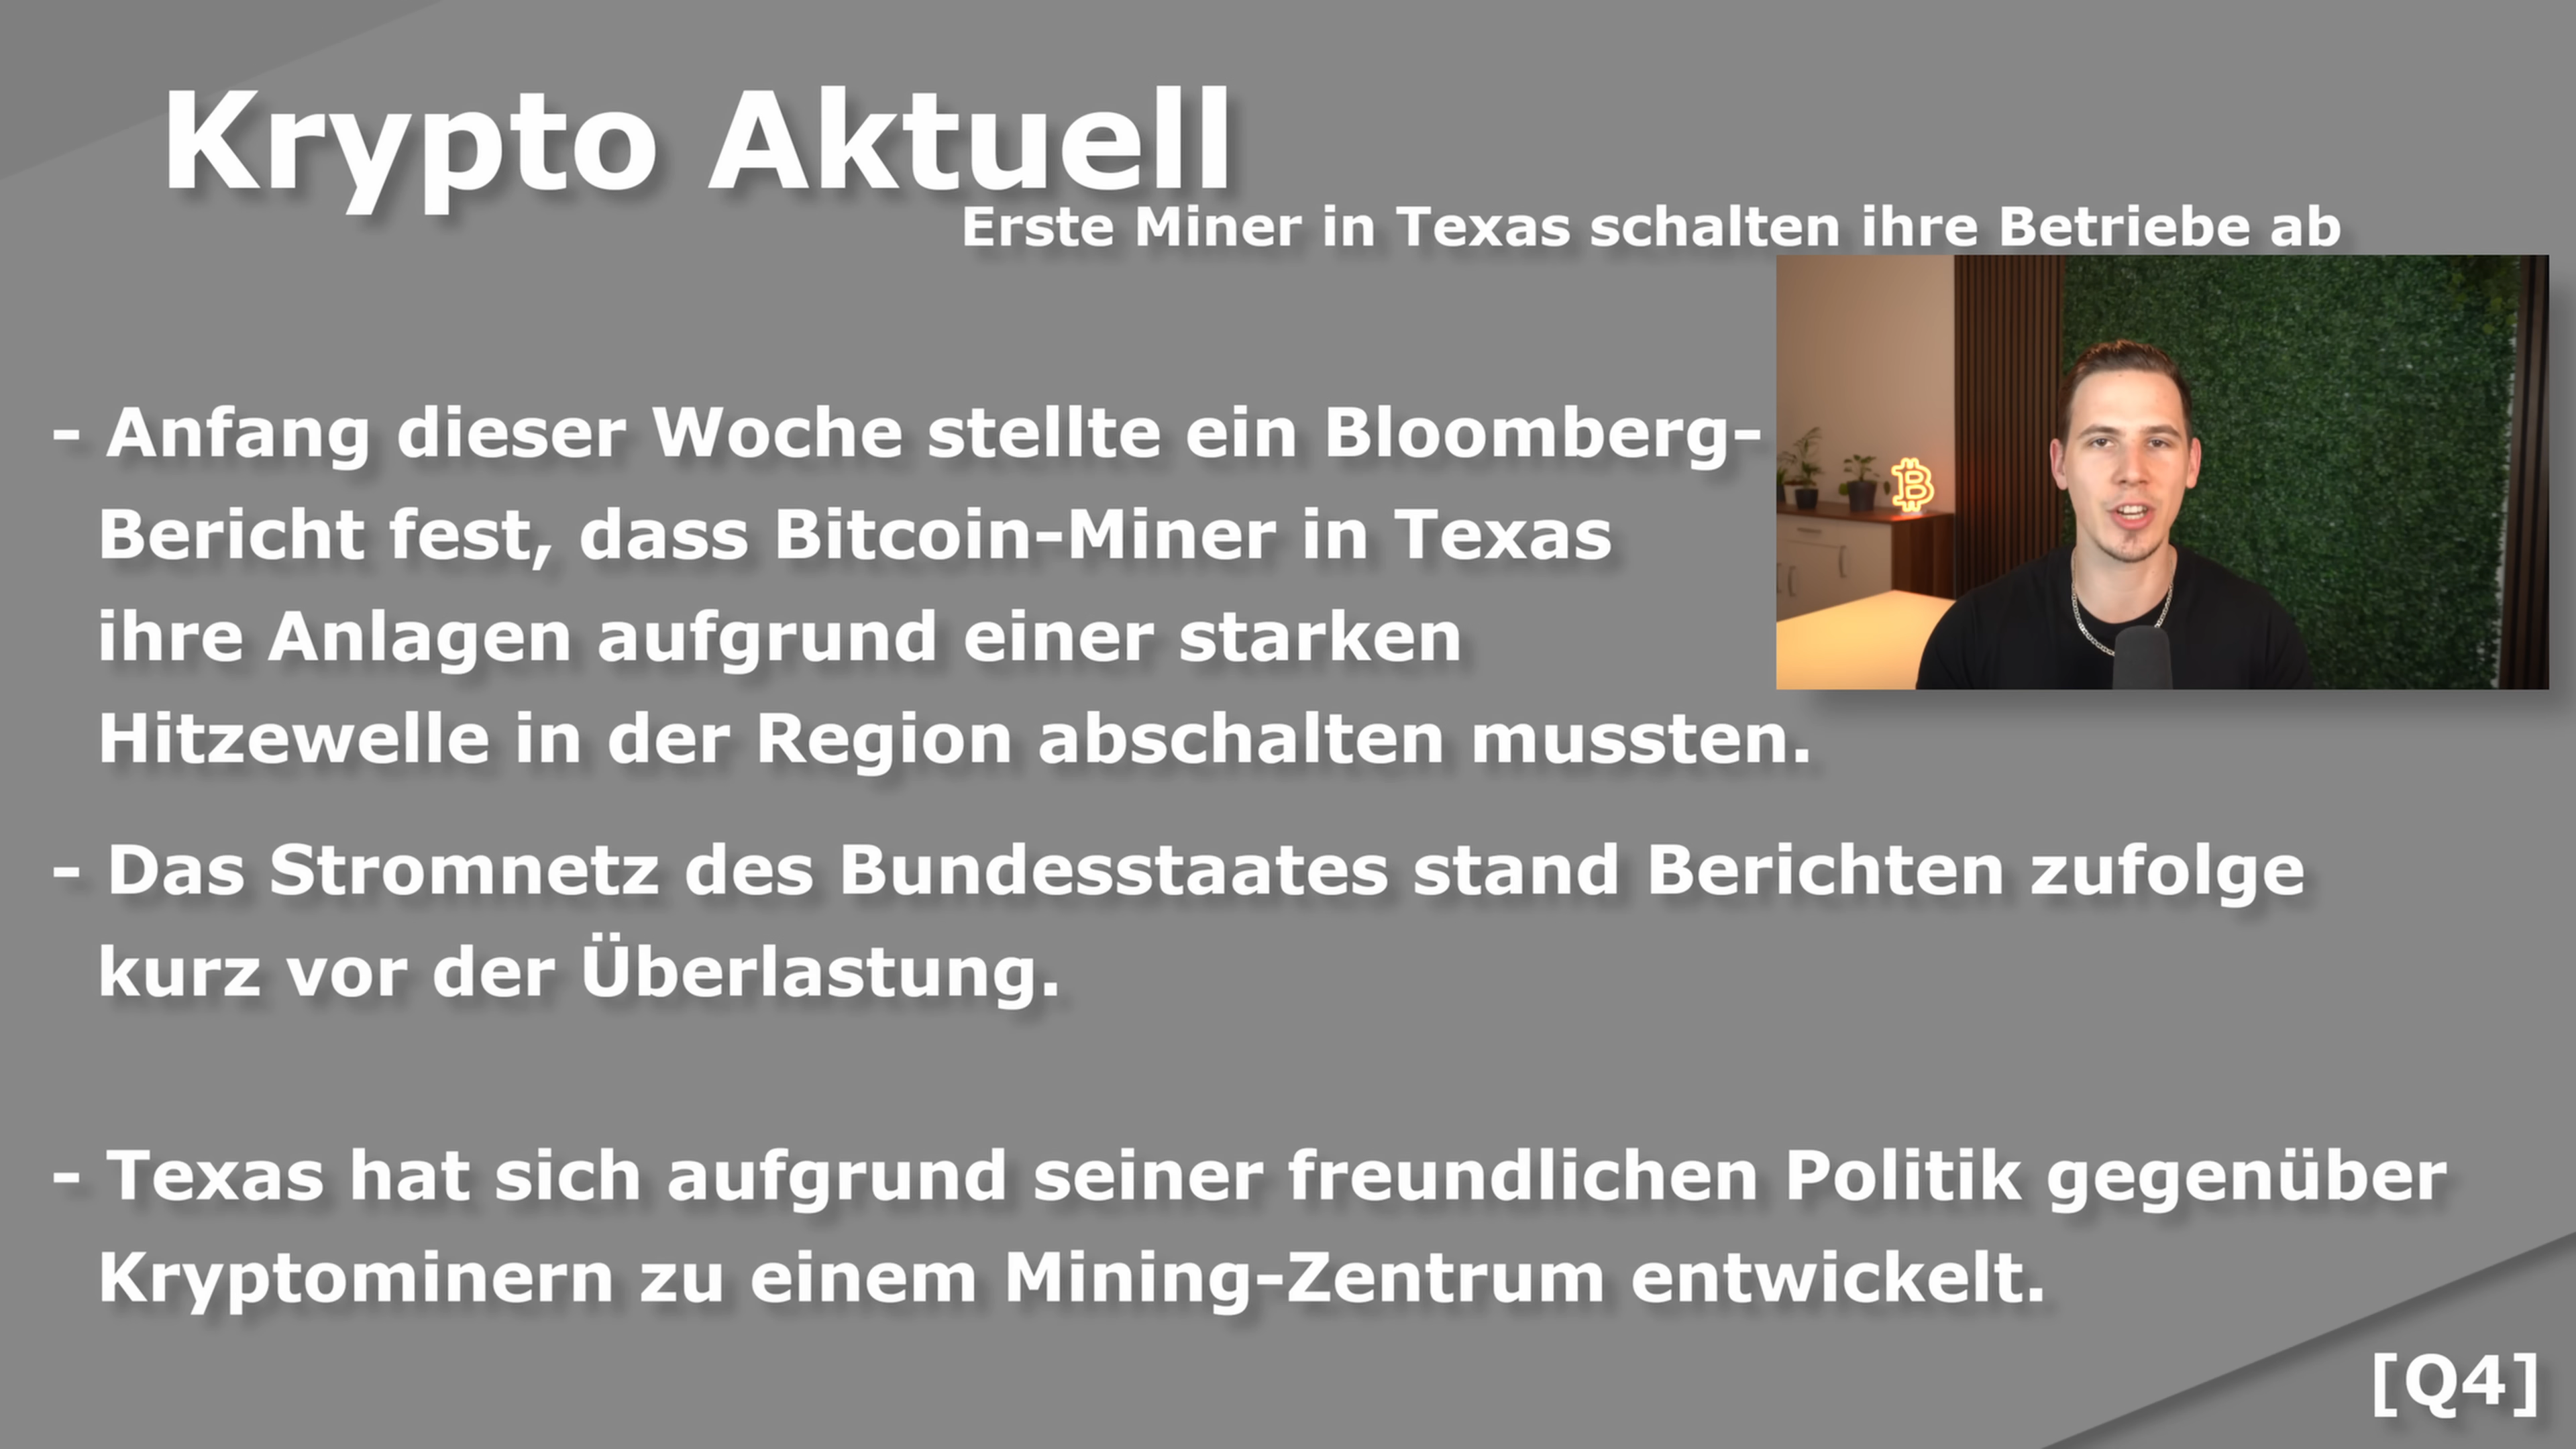 Krypto Aktuell
Erste Miner in Texas schalten ihre Betriebe ab
- Anfang dieser Woche stellte ein Bloomberg-
Bericht fest, dass Bitcoin-Miner in Texas
ihre Anlagen aufgrund einer starken
Hitzewelle in der Region abschalten mussten.
- Das Stromnetz des Bundesstaates stand Berichten zufolge
kurz vor der Überlastung.
- Texas hat sich aufgrund seiner freundlichen Politik gegenüber
Kryptominern zu einem Mining-Zentrum entwickelt.
[Q4]